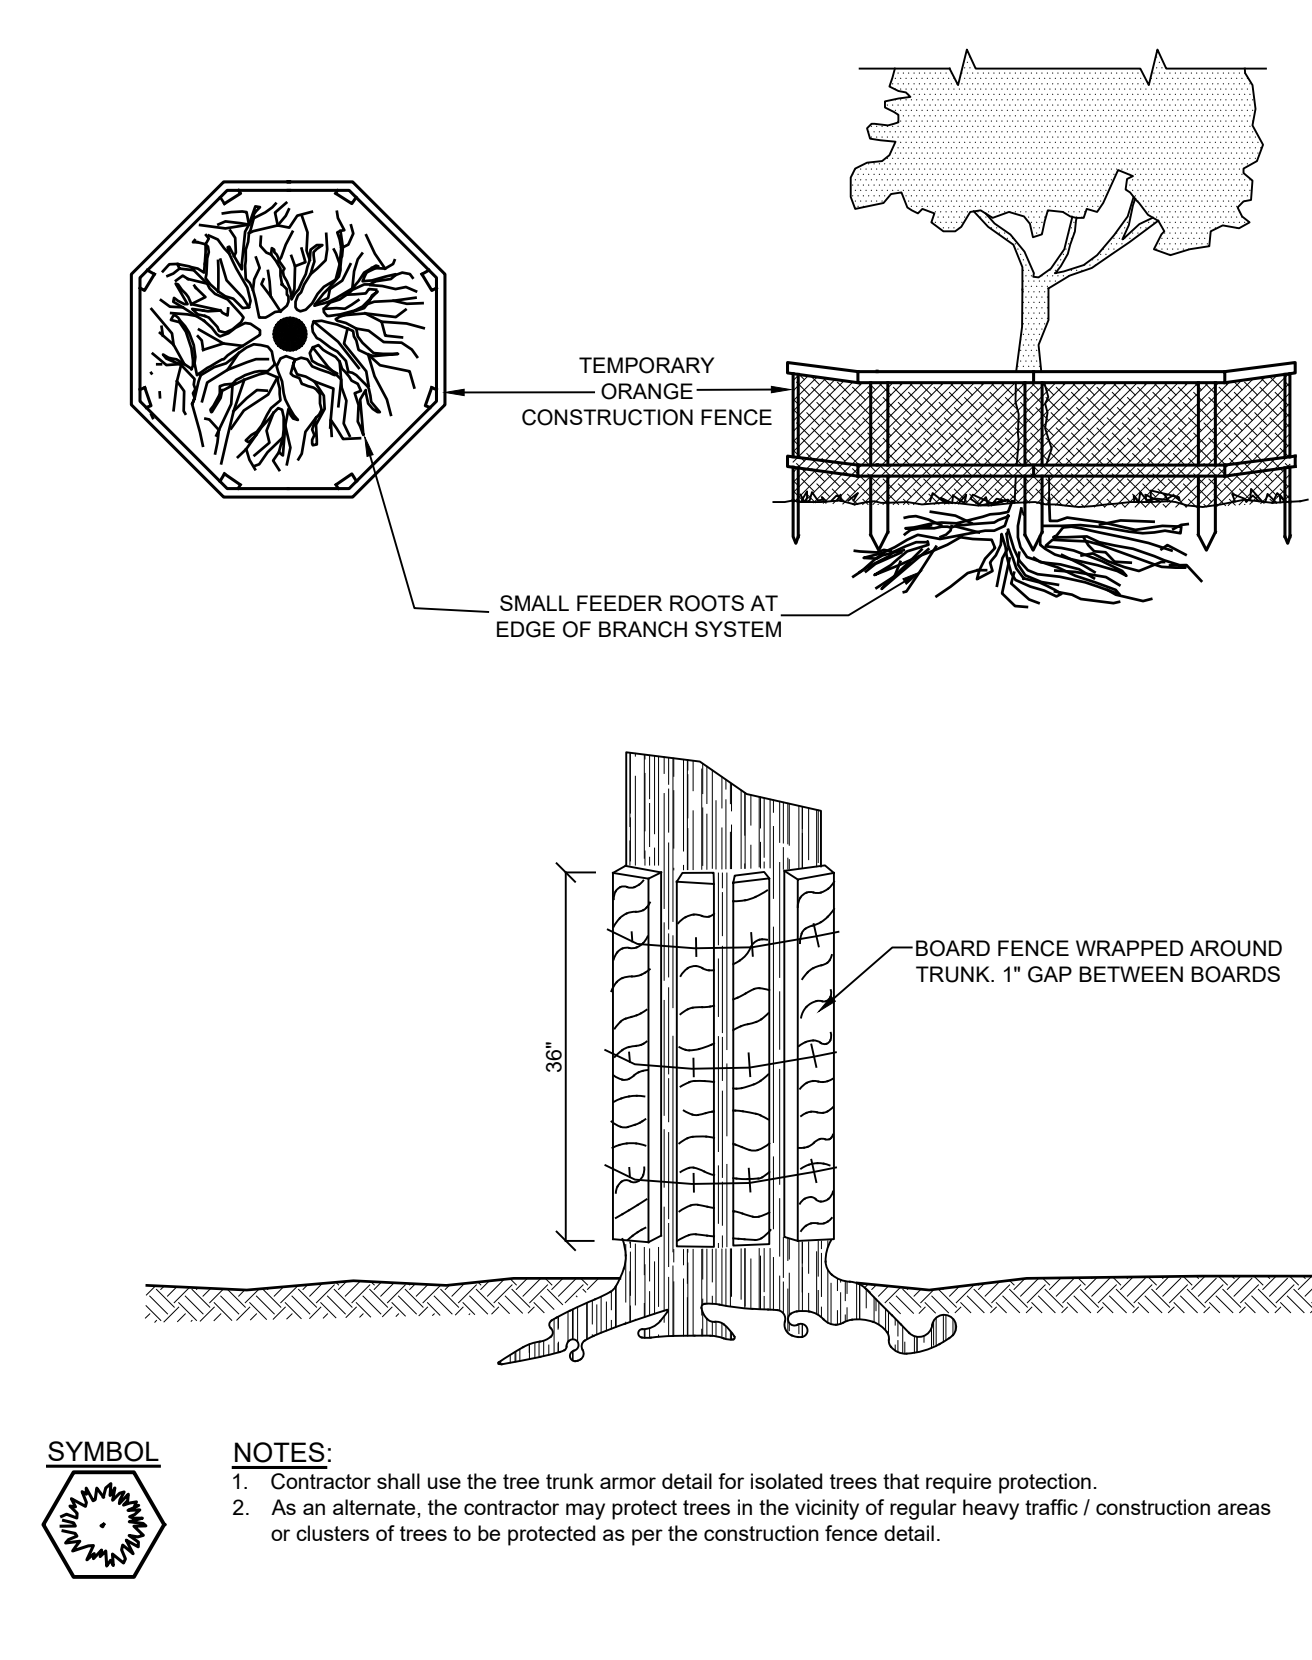 TEMPORARY
ORANGE
CONSTRUCTION FENCE
SMALL FEEDER ROOTS AT
EDGE OF BRANCH SYSTEM
BOARD FENCE WRAPPED AROUND
TRUNK. 1" GAP BETWEEN BOARDS
36"
SYMBOL
NOTES:
1. Contractor shall use the tree trunk armor detail for isolated trees that require protection.
2. As an alternate, the contractor may protect trees in the vicinity of regular heavy traffic / construction areas
or clusters of trees to be protected as per the construction fence detail.